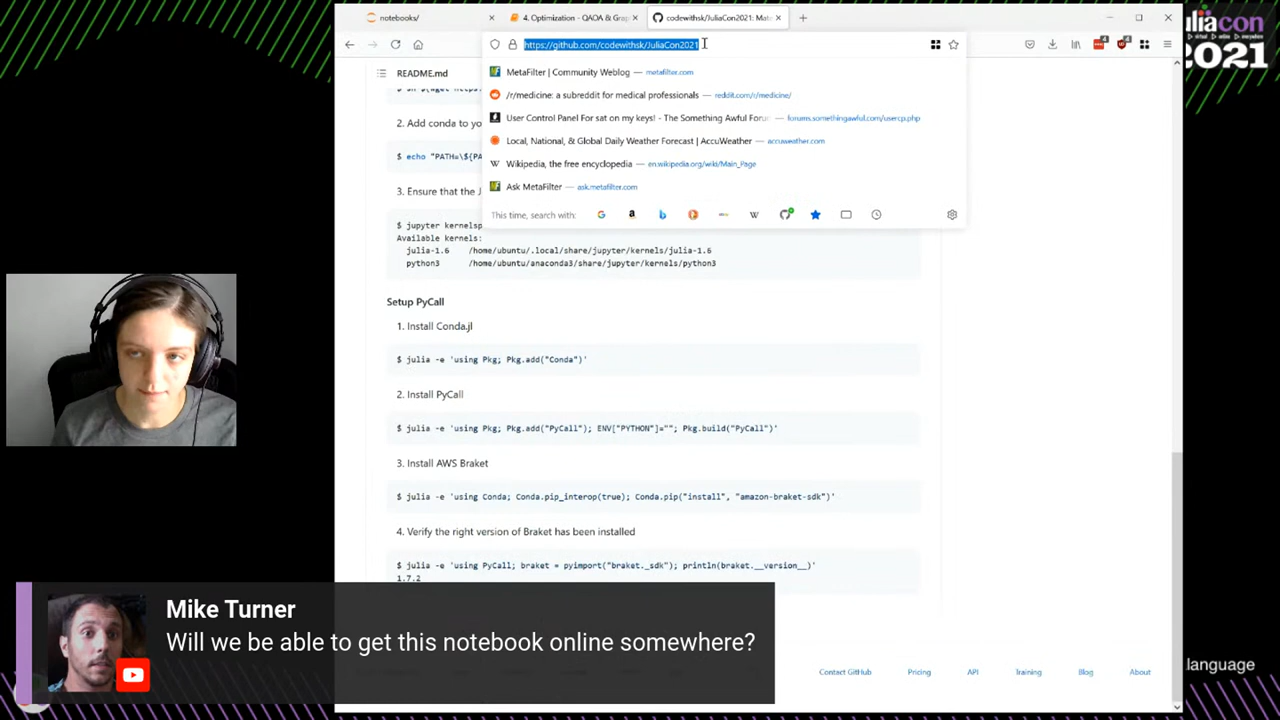 notebooks/
4. Optimization - QAOA & Grap
codewithsk/JuliaCon2021: Mate
https://github.com/codewithsk/JuliaCon2021
uliacon
2021
README.md
MetaFilter | Community Weblog — metafilter.com
/r/medicine: a subreddit for medical professionals — reddit.com/r/medicine/
2. Add conda to yo
User Control Panel For sat on my keys! - The Something Awful Foru — forums.somethingawful.com/usercp.php
Local, National, & Global Daily Weather Forecast | AccuWeather — accuweather.com
$ echo "PATH=\${PA
Wikipedia, the free encyclopedia — en.wikipedia.org/wiki/Main_Page
3. Ensure that the J
Ask MetaFilter — ask.metafilter.com
This time, search with:
$ jupyter kernelsp
Available kernels:
julia-1.6 /home/ubuntu/.local/share/jupyter/kernels/julia-1.6
python3 /home/ubuntu/anaconda3/share/jupyter/kernels/python3
Setup PyCall
1. Install Conda.jl
$ julia -e 'using Pkg; Pkg.add("Conda")'
2. Install PyCall
$ julia -e 'using Pkg; Pkg.add("PyCall"); ENV["PYTHON"]=""; Pkg.build("PyCall")'
3. Install AWS Braket
$ julia -e 'using Conda; Conda.pip_interop(true); Conda.pip("install", "amazon-braket-sdk")'
4. Verify the right version of Braket has been installed
$ julia -e 'using PyCall; braket = pyimport("braket._sdk"); println(braket.__version__)'
1.7.2
Mike Turner
Will we be able to get this notebook online somewhere?
Contact GitHub Pricing API Training Blog About
language